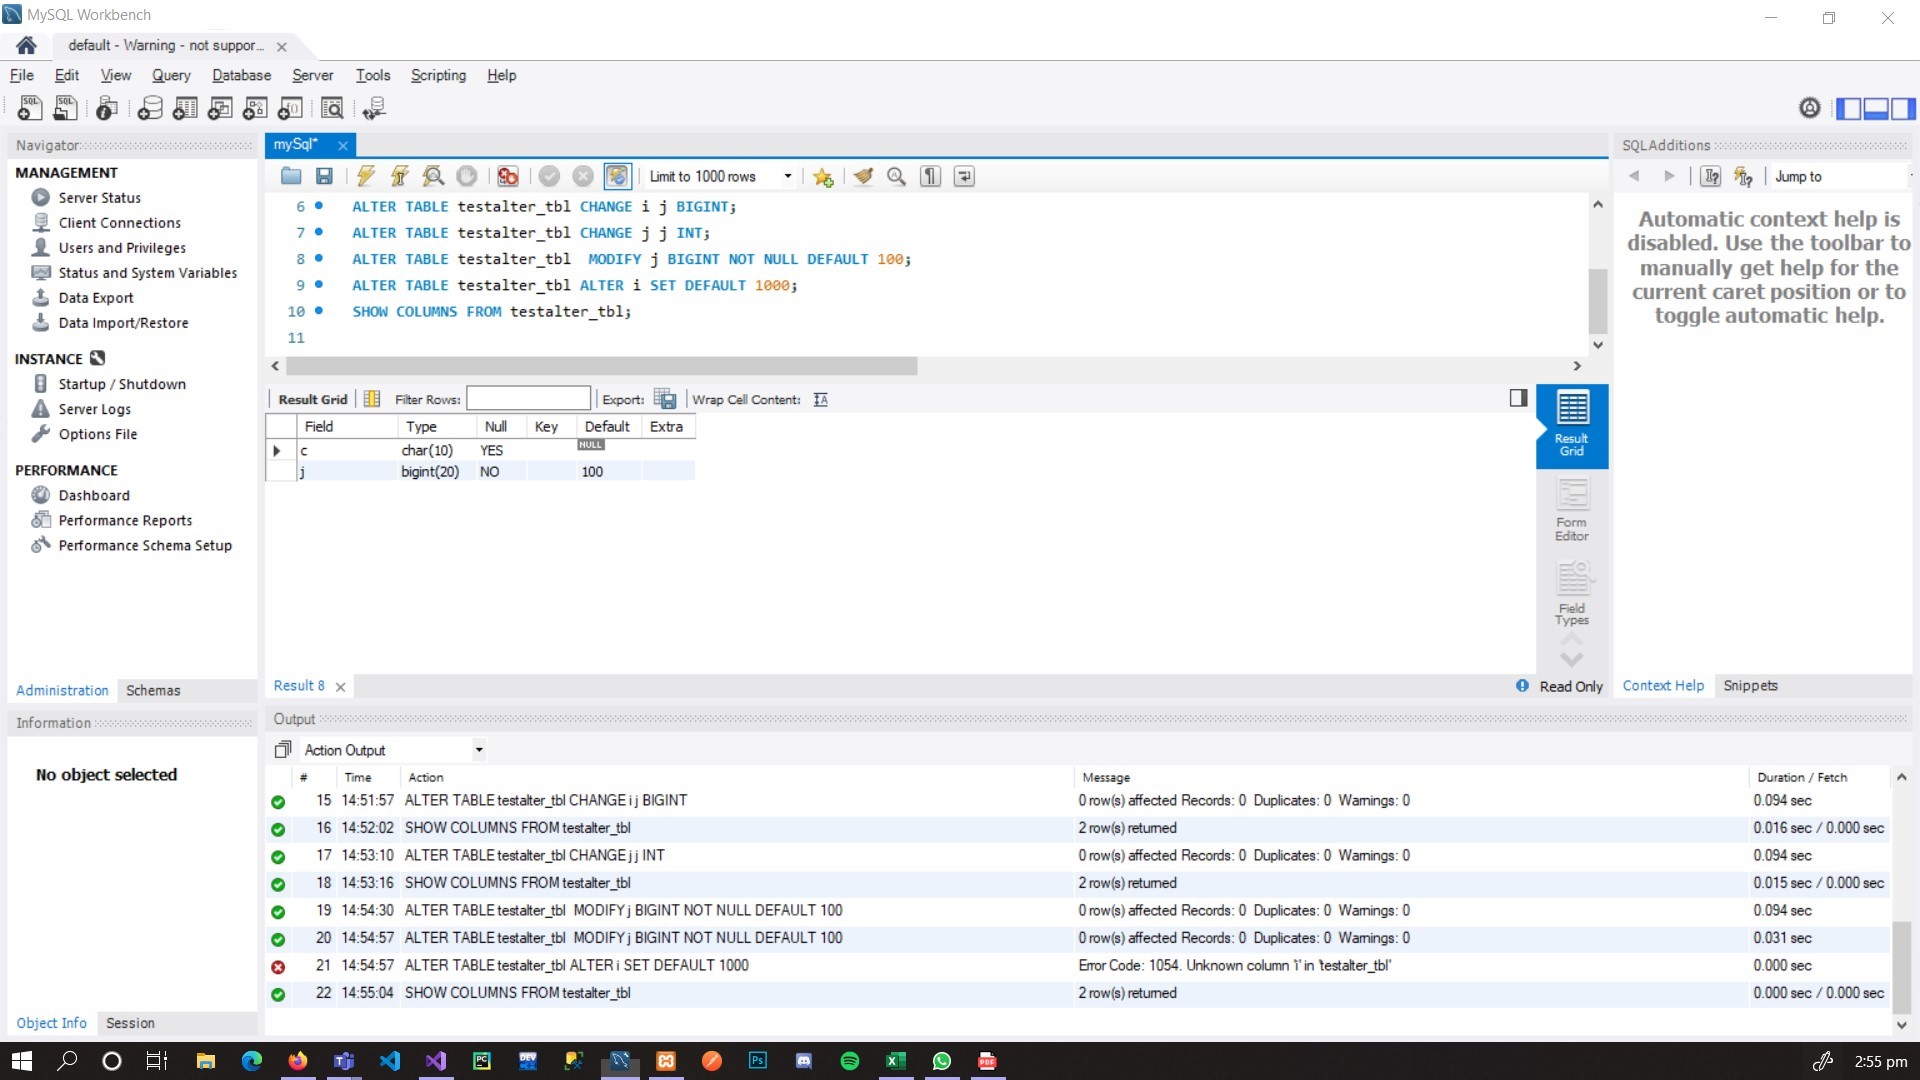 MySQL Workbench
default - Warning - not suppor...
File Edit View Query Database Server Tools Scripting Help
Navigator
MANAGEMENT
Server Status
Client Connections
Users and Privileges
Status and System Variables
Data Export
Data Import/Restore
INSTANCE
Startup / Shutdown
Server Logs
Options File
PERFORMANCE
Dashboard
Performance Reports
Performance Schema Setup
Administration Schemas
Information
No object selected
Object Info Session
mySql*
Limit to 1000 rows
6 ALTER TABLE testalter_tbl CHANGE i j BIGINT;
7 ALTER TABLE testalter_tbl CHANGE j j INT;
8 ALTER TABLE testalter_tbl  MODIFY j BIGINT NOT NULL DEFAULT 100;
9 ALTER TABLE testalter_tbl ALTER i SET DEFAULT 1000;
10 SHOW COLUMNS FROM testalter_tbl;
11
Result Grid Filter Rows: Export: Wrap Cell Content:
Field Type Null Key Default Extra
c char(10) YES NULL
j bigint(20) NO 100
Result Grid
Form Editor
Field Types
Result 8 Read Only
SQLAdditions
Jump to
Automatic context help is
disabled. Use the toolbar to
manually get help for the
current caret position or to
toggle automatic help.
Context Help Snippets
Output
Action Output
# Time Action Message Duration / Fetch
15 14:51:57 ALTER TABLE testalter_tbl CHANGE i j BIGINT 0 row(s) affected Records: 0  Duplicates: 0  Warnings: 0 0.094 sec
16 14:52:02 SHOW COLUMNS FROM testalter_tbl 2 row(s) returned 0.016 sec / 0.000 sec
17 14:53:10 ALTER TABLE testalter_tbl CHANGE j j INT 0 row(s) affected Records: 0  Duplicates: 0  Warnings: 0 0.094 sec
18 14:53:16 SHOW COLUMNS FROM testalter_tbl 2 row(s) returned 0.015 sec / 0.000 sec
19 14:54:30 ALTER TABLE testalter_tbl  MODIFY j BIGINT NOT NULL DEFAULT 100 0 row(s) affected Records: 0  Duplicates: 0  Warnings: 0 0.094 sec
20 14:54:57 ALTER TABLE testalter_tbl  MODIFY j BIGINT NOT NULL DEFAULT 100 0 row(s) affected Records: 0  Duplicates: 0  Warnings: 0 0.031 sec
21 14:54:57 ALTER TABLE testalter_tbl ALTER i SET DEFAULT 1000 Error Code: 1054. Unknown column 'i' in 'testalter_tbl' 0.000 sec
22 14:55:04 SHOW COLUMNS FROM testalter_tbl 2 row(s) returned 0.000 sec / 0.000 sec
2:55 pm